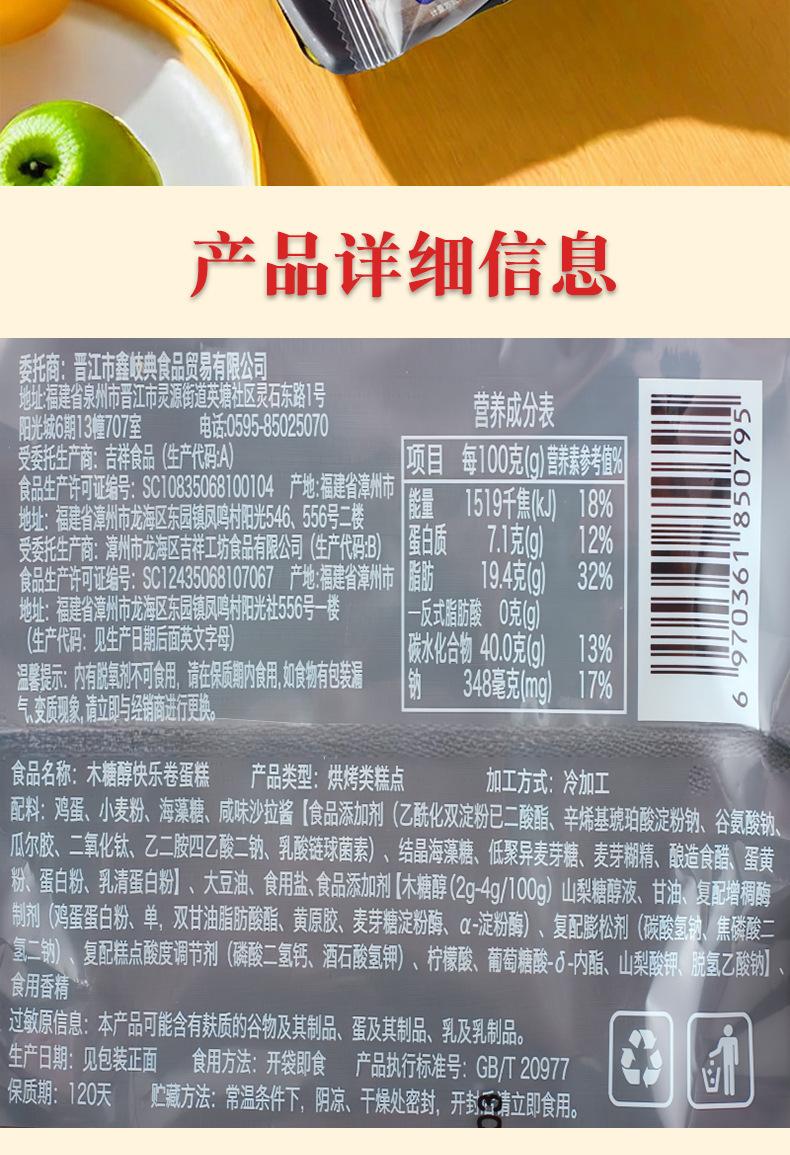 产品详细信息
委托商：晋江市鑫歧典食品贸易有限公司
地址:福建省泉州市晋江市灵源街道英塘社区灵石东路1号
阳光城6期13幢707室 电话:0595-85025070
受委托生产商：吉祥食品（生产代码:A）
食品生产许可证编号：SC10835068100104 产地:福建省漳州市
地址：福建省漳州市龙海区东园镇凤鸣村阳光546、556号二楼
受委托生产商：漳州市龙海区吉祥工坊食品有限公司（生产代码:B）
食品生产许可证编号：SC12435068107067 产地:福建省漳州市
地址：福建省漳州市龙海区东园镇凤鸣村阳光社556号一楼
（生产代码：见生产日期后面英文字母）
温馨提示：内有脱氧剂不可食用，请在保质期内食用,如食物有包装漏
气,变质现象,请立即与经销商进行更换。
营养成分表
项目 每100克(g) 营养素参考值%
能量 1519千焦(kJ) 18%
蛋白质 7.1克(g) 12%
脂肪 19.4克(g) 32%
—反式脂肪酸 0克(g)
碳水化合物 40.0克(g) 13%
钠 348毫克(mg) 17%
6 970361 850795
食品名称：木糖醇快乐卷蛋糕 产品类型：烘烤类糕点 加工方式：冷加工
配料：鸡蛋、小麦粉、海藻糖、咸味沙拉酱【食品添加剂（乙酰化双淀粉已二酸酯、辛烯基琥珀酸淀粉钠、谷氨酸钠、
瓜尔胶、二氧化钛、乙二胺四乙酸二钠、乳酸链球菌素）、结晶海藻糖、低聚异麦芽糖、麦芽糊精、酿造食醋、蛋黄
粉、蛋白粉、乳清蛋白粉】、大豆油、食用盐、食品添加剂【木糖醇（2g-4g/100g）山梨糖醇液、甘油、复配增稠酶
制剂（鸡蛋蛋白粉、单，双甘油脂肪酸酯、黄原胶、麦芽糖淀粉酶、α-淀粉酶）、复配膨松剂（碳酸氢钠、焦磷酸二
氢二钠）、复配糕点酸度调节剂（磷酸二氢钙、酒石酸氢钾）、柠檬酸、葡萄糖酸-δ-内酯、山梨酸钾、脱氢乙酸钠】、
食用香精
过敏原信息：本产品可能含有麸质的谷物及其制品、蛋及其制品、乳及乳制品。
生产日期：见包装正面 食用方法：开袋即食 产品执行标准号：GB/T 20977
保质期：120天 贮藏方法：常温条件下，阴凉、干燥处密封，开封 请立即食用。